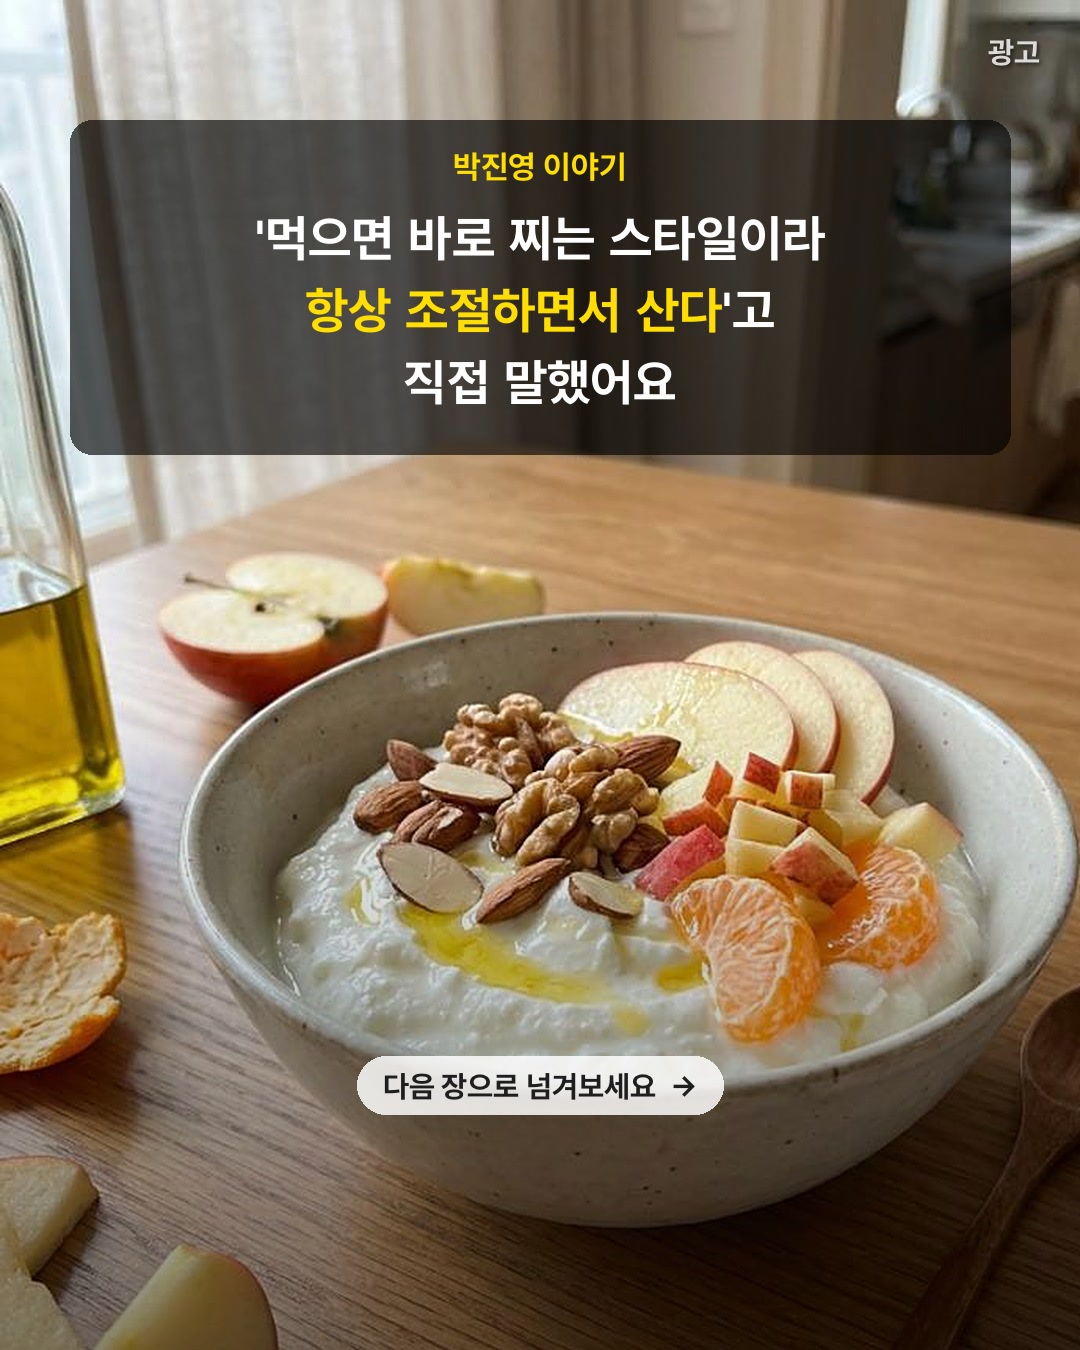 광고
박진영 이야기
'먹으면 바로 찌는 스타일이라
항상 조절하면서 산다'고
직접 말했어요
다음 장으로 넘겨보세요 →